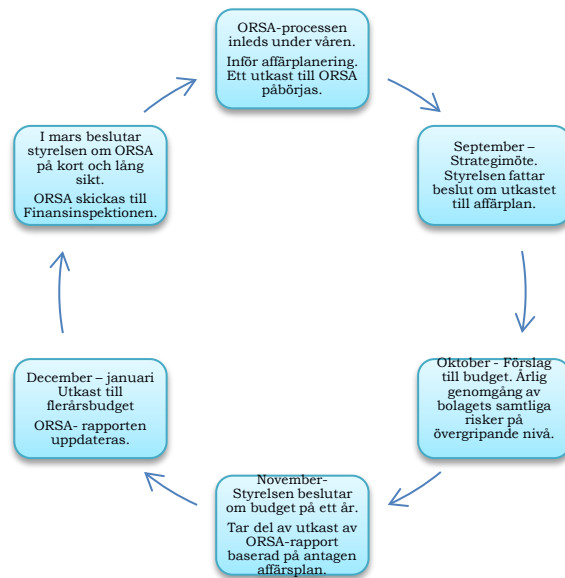 ORSA-processen
inleds under våren.
Inför affärplanering.
Ett utkast till ORSA
påbörjas.
September –
Strategimöte.
Styrelsen fattar
beslut om utkastet
till affärplan.
Oktober - Förslag
till budget. Årlig
genomgång av
bolagets samtliga
risker på
övergripande nivå.
November-
Styrelsen beslutar
om budget på ett år.
Tar del av utkast av
ORSA-rapport
baserad på antagen
affärsplan.
December – januari
Utkast till
flerårsbudget
ORSA- rapporten
uppdateras.
I mars beslutar
styrelsen om ORSA
på kort och lång
sikt.
ORSA skickas till
Finansinspektionen.